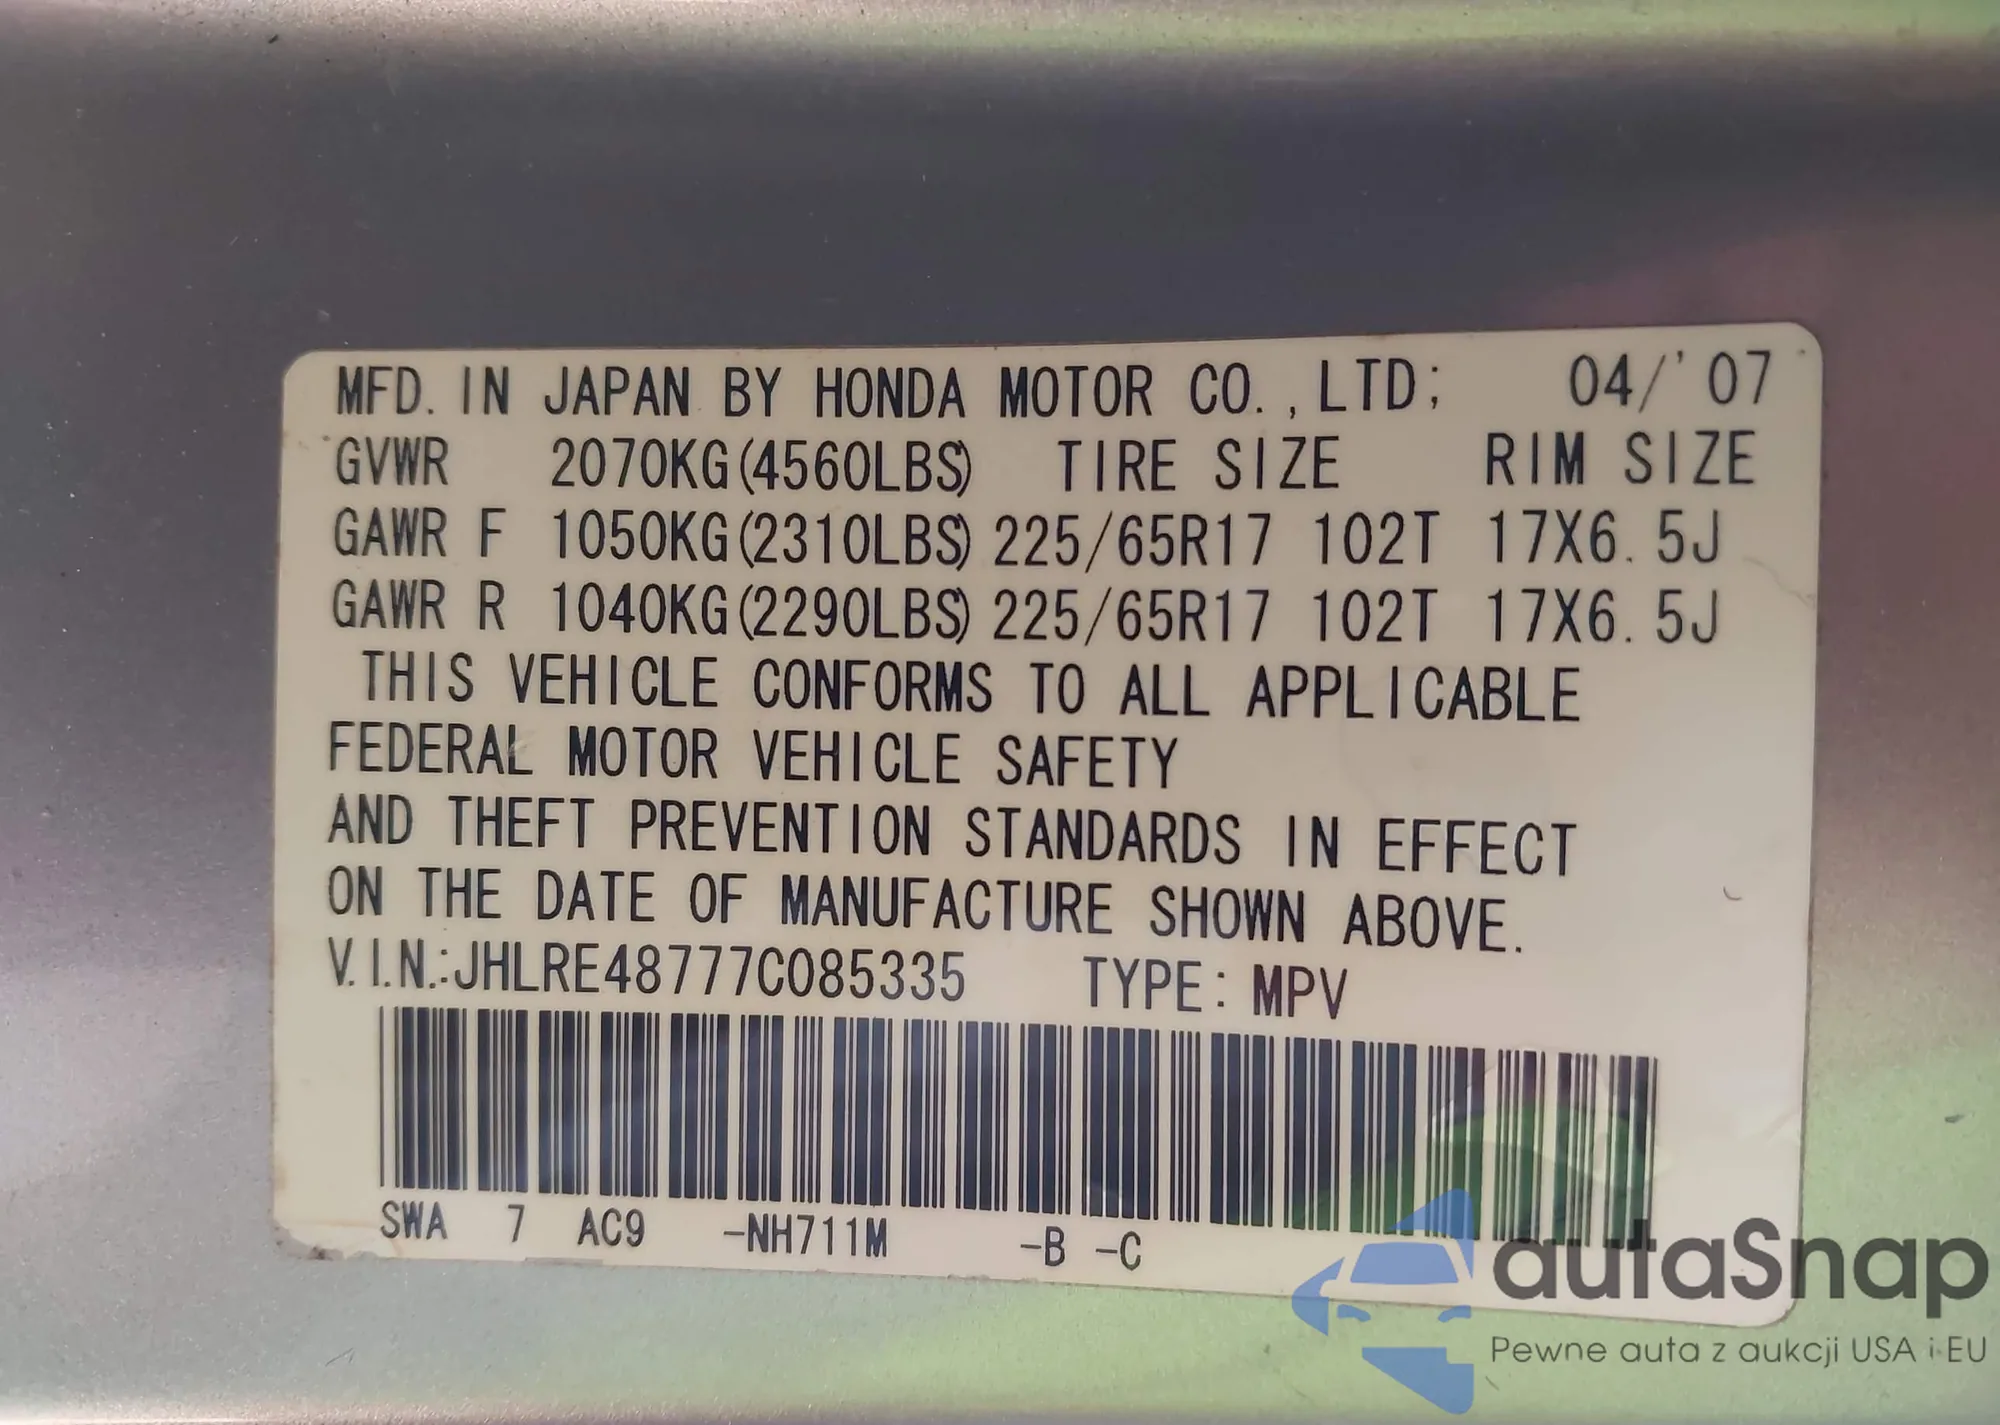 MFD. IN JAPAN BY HONDA MOTOR CO., LTD; 04/'07
GVWR 2070KG(4560LBS) TIRE SIZE RIM SIZE
GAWR F 1050KG(2310LBS) 225/65R17 102T 17X6.5J
GAWR R 1040KG(2290LBS) 225/65R17 102T 17X6.5J
THIS VEHICLE CONFORMS TO ALL APPLICABLE
FEDERAL MOTOR VEHICLE SAFETY
AND THEFT PREVENTION STANDARDS IN EFFECT
ON THE DATE OF MANUFACTURE SHOWN ABOVE.
V.I.N.:JHLRE48777C085335 TYPE: MPV
SWA 7 AC9 -NH711M -B -C
autaSnap
Pewne auta z aukcji USA i EU